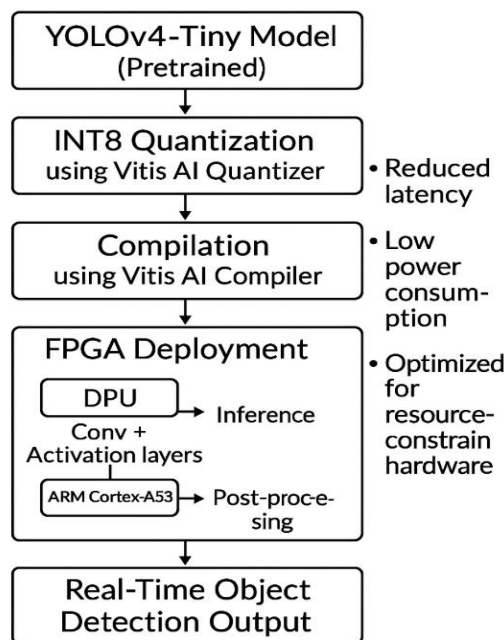 YOLOv4-Tiny Model
(Pretrained)
INT8 Quantization
using Vitis AI Quantizer
Compilation
using Vitis AI Compiler
FPGA Deployment
DPU
Inference
Conv +
Activation layers
ARM Cortex-A53
Post-proc-e-
sing
Real-Time Object
Detection Output
• Reduced
latency
• Low
power
consum-
ption
• Optimized
for
resource-
constrain
hardware